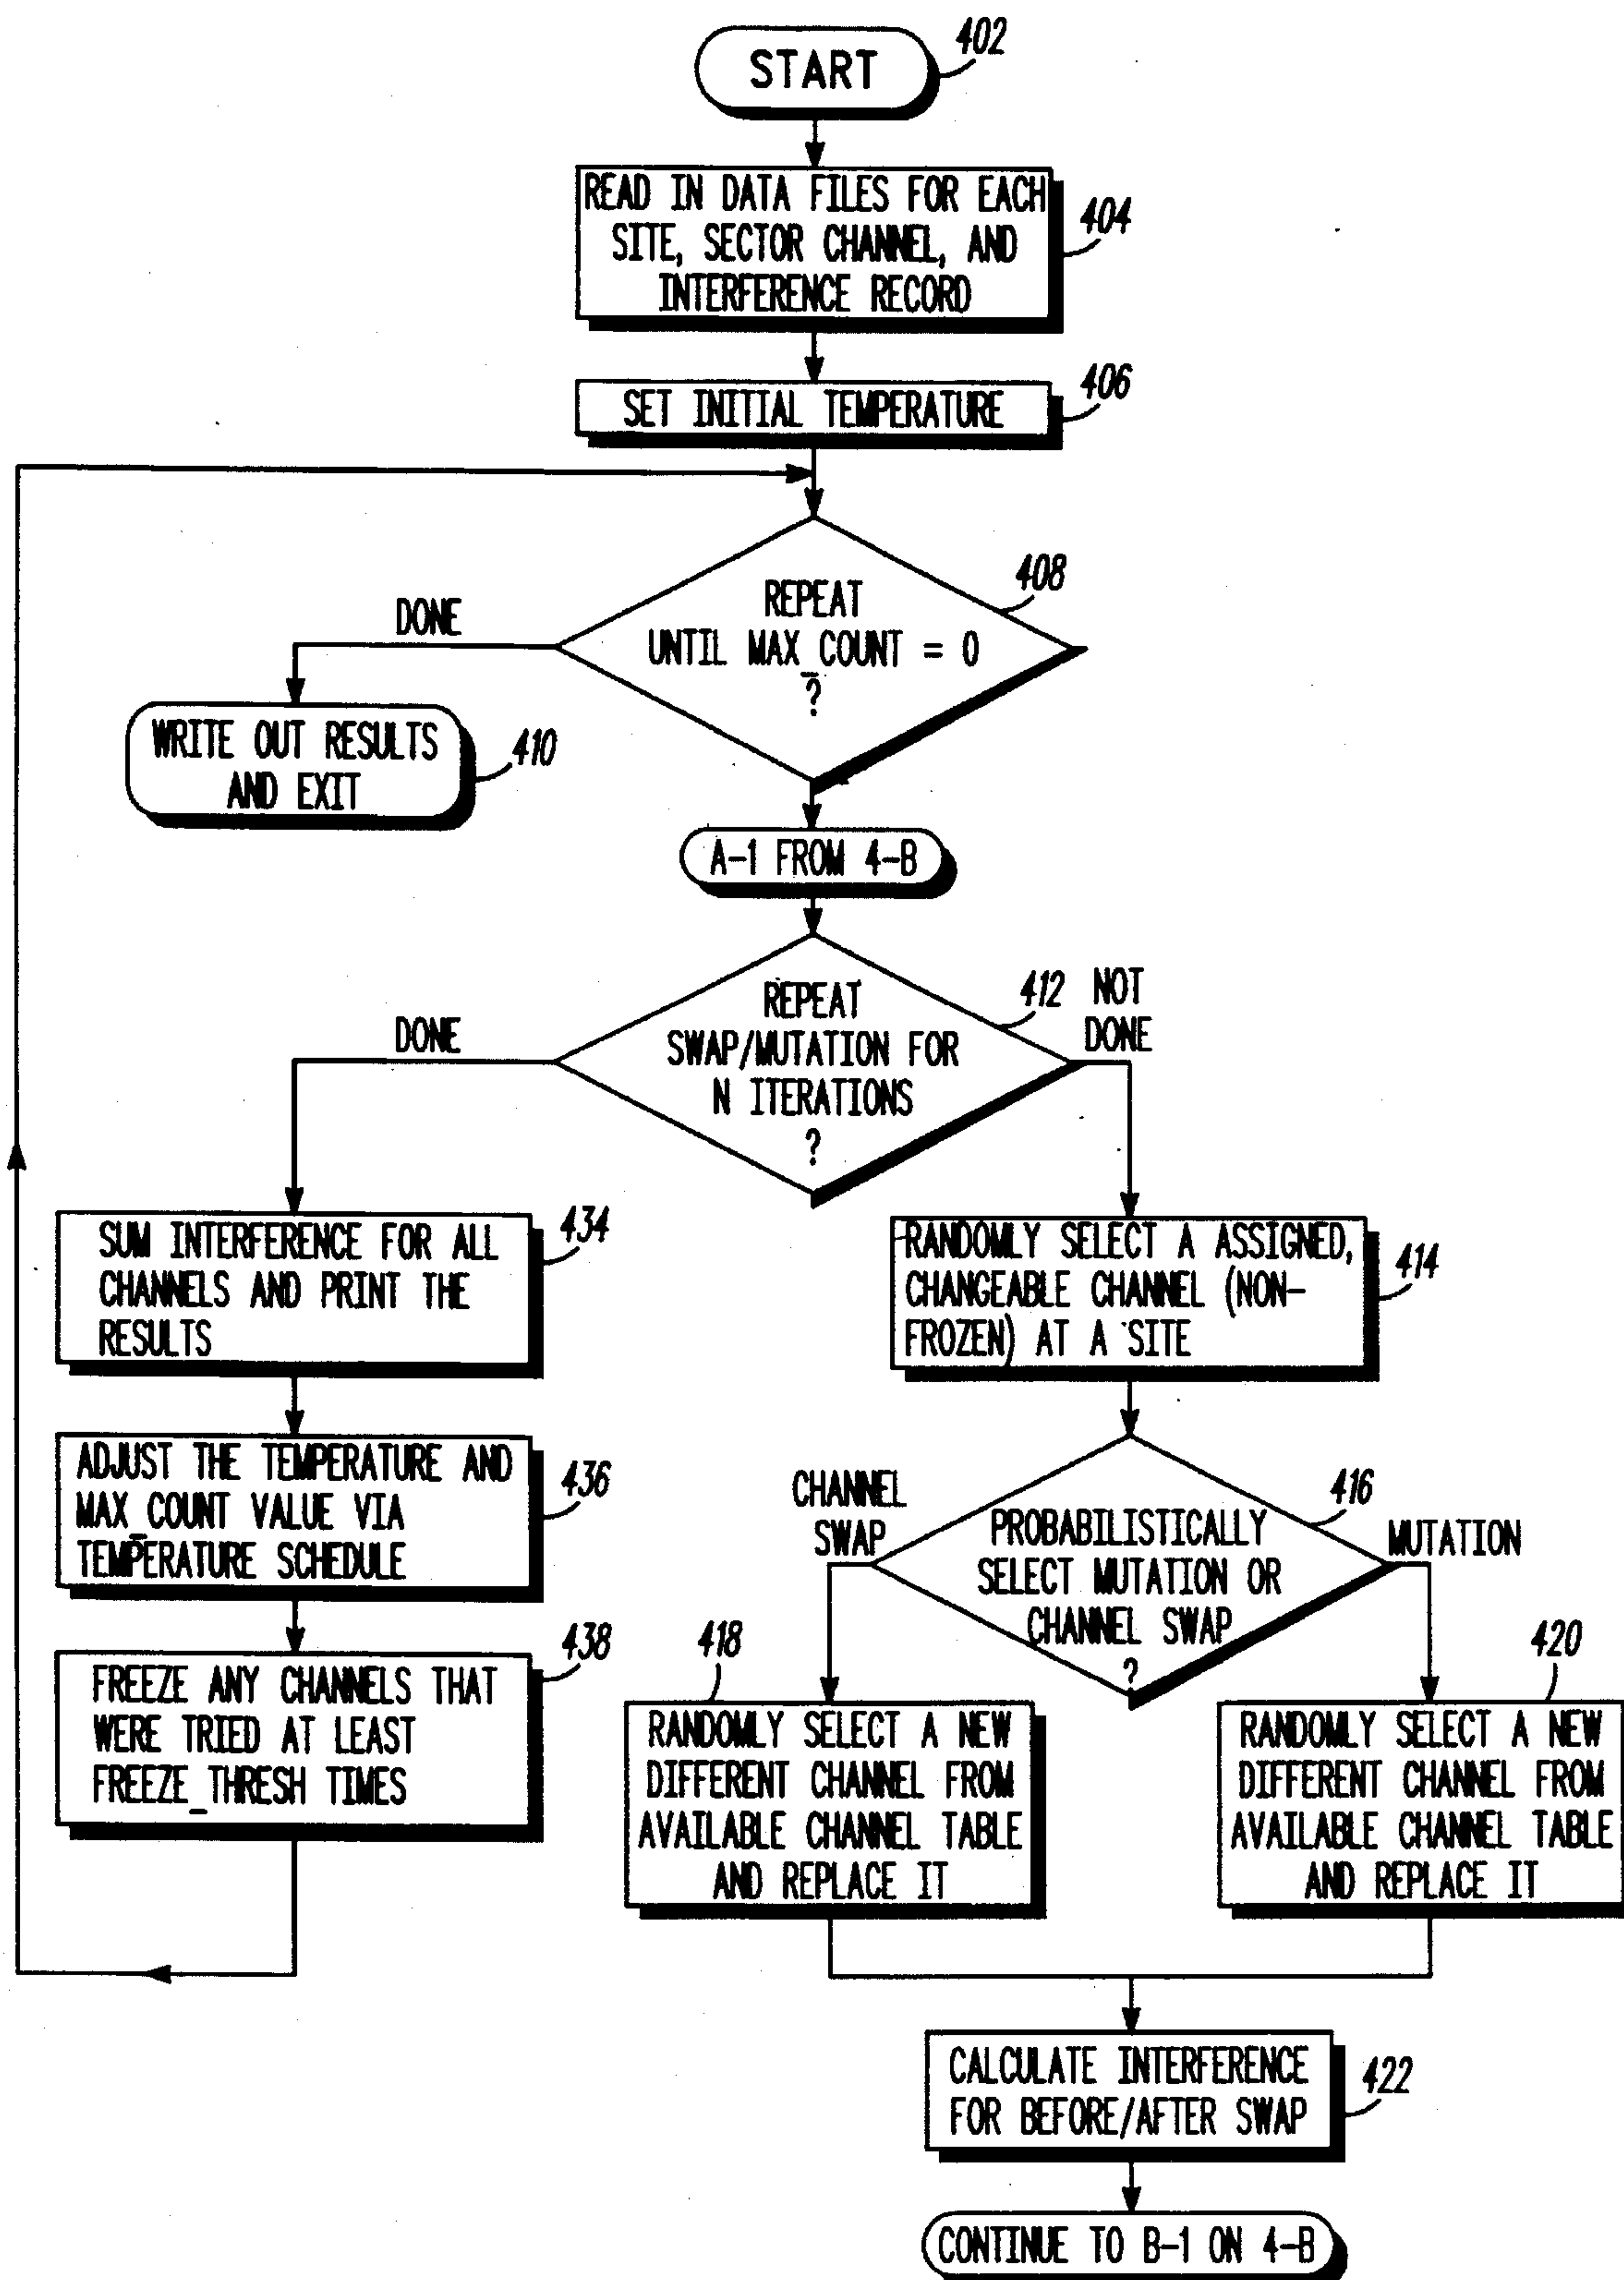 START
402
READ IN DATA FILES FOR EACH
SITE, SECTOR CHANNEL, AND
INTERFERENCE RECORD
404
SET INITIAL TEMPERATURE
406
REPEAT
UNTIL MAX_COUNT = 0
?
408
DONE
WRITE OUT RESULTS
AND EXIT
410
A-1 FROM 4-B
REPEAT
SWAP/MUTATION FOR
N ITERATIONS
?
412
DONE
NOT
DONE
SUM INTERFERENCE FOR ALL
CHANNELS AND PRINT THE
RESULTS
434
ADJUST THE TEMPERATURE AND
MAX_COUNT VALUE VIA
TEMPERATURE SCHEDULE
436
FREEZE ANY CHANNELS THAT
WERE TRIED AT LEAST
FREEZE_THRESH TIMES
438
RANDOMLY SELECT A ASSIGNED,
CHANGEABLE CHANNEL (NON-
FROZEN) AT A SITE
414
PROBABILISTICALLY
SELECT MUTATION OR
CHANNEL SWAP
?
416
CHANNEL
SWAP
MUTATION
418
RANDOMLY SELECT A NEW
DIFFERENT CHANNEL FROM
AVAILABLE CHANNEL TABLE
AND REPLACE IT
420
RANDOMLY SELECT A NEW
DIFFERENT CHANNEL FROM
AVAILABLE CHANNEL TABLE
AND REPLACE IT
CALCULATE INTERFERENCE
FOR BEFORE/AFTER SWAP
422
CONTINUE TO B-1 ON 4-B